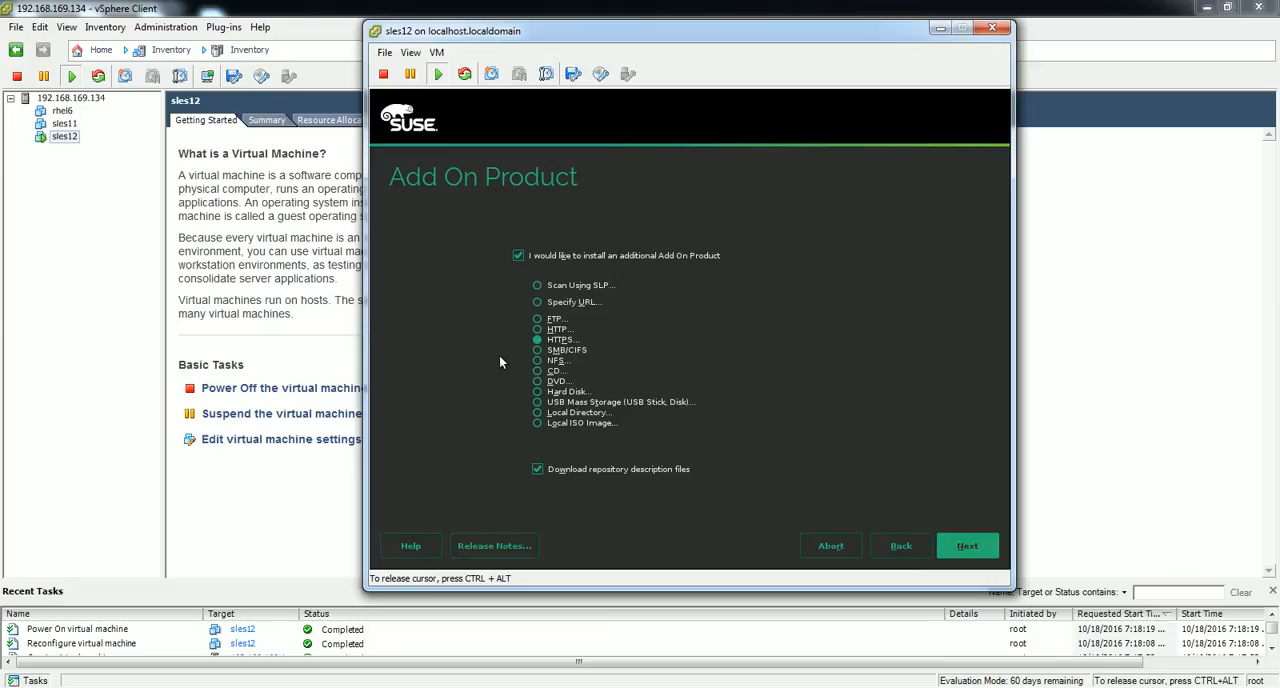 192.168.169.134 - vSphere Client
File Edit View Inventory Administration Plug-ins Help
Home Inventory Inventory
192.168.169.134
rhel6
sles11
sles12
sles12
Getting Started Summary Resource Alloca
What is a Virtual Machine?
A virtual machine is a software comp
physical computer, runs an operating
applications. An operating system ins
machine is called a guest operating s
Because every virtual machine is an
environment, you can use virtual ma
workstation environments, as testing
consolidate server applications.
Virtual machines run on hosts. The s
many virtual machines.
Basic Tasks
Power Off the virtual machin
Suspend the virtual machine
Edit virtual machine settings
sles12 on localhost.localdomain
File View VM
SUSE.
Add On Product
I would like to install an additional Add On Product
Scan Using SLP...
Specify URL...
FTP...
HTTP...
HTTPS...
SMB/CIFS
NFS...
CD...
DVD...
Hard Disk...
USB Mass Storage (USB Stick, Disk)...
Local Directory...
Local ISO Image...
Download repository description files
Help Release Notes... Abort Back Next
To release cursor, press CTRL + ALT
Recent Tasks
Name, Target or Status contains: Clear
Name Target Status Details Initiated by Requested Start Ti... Start Time
Power On virtual machine sles12 Completed root 10/18/2016 7:18:19 ... 10/18/2016 7:18:19 .
Reconfigure virtual machine sles12 Completed root 10/18/2016 7:18:08 ... 10/18/2016 7:18:08 .
Tasks Evaluation Mode: 60 days remaining To release cursor, press CTRL+ALT root